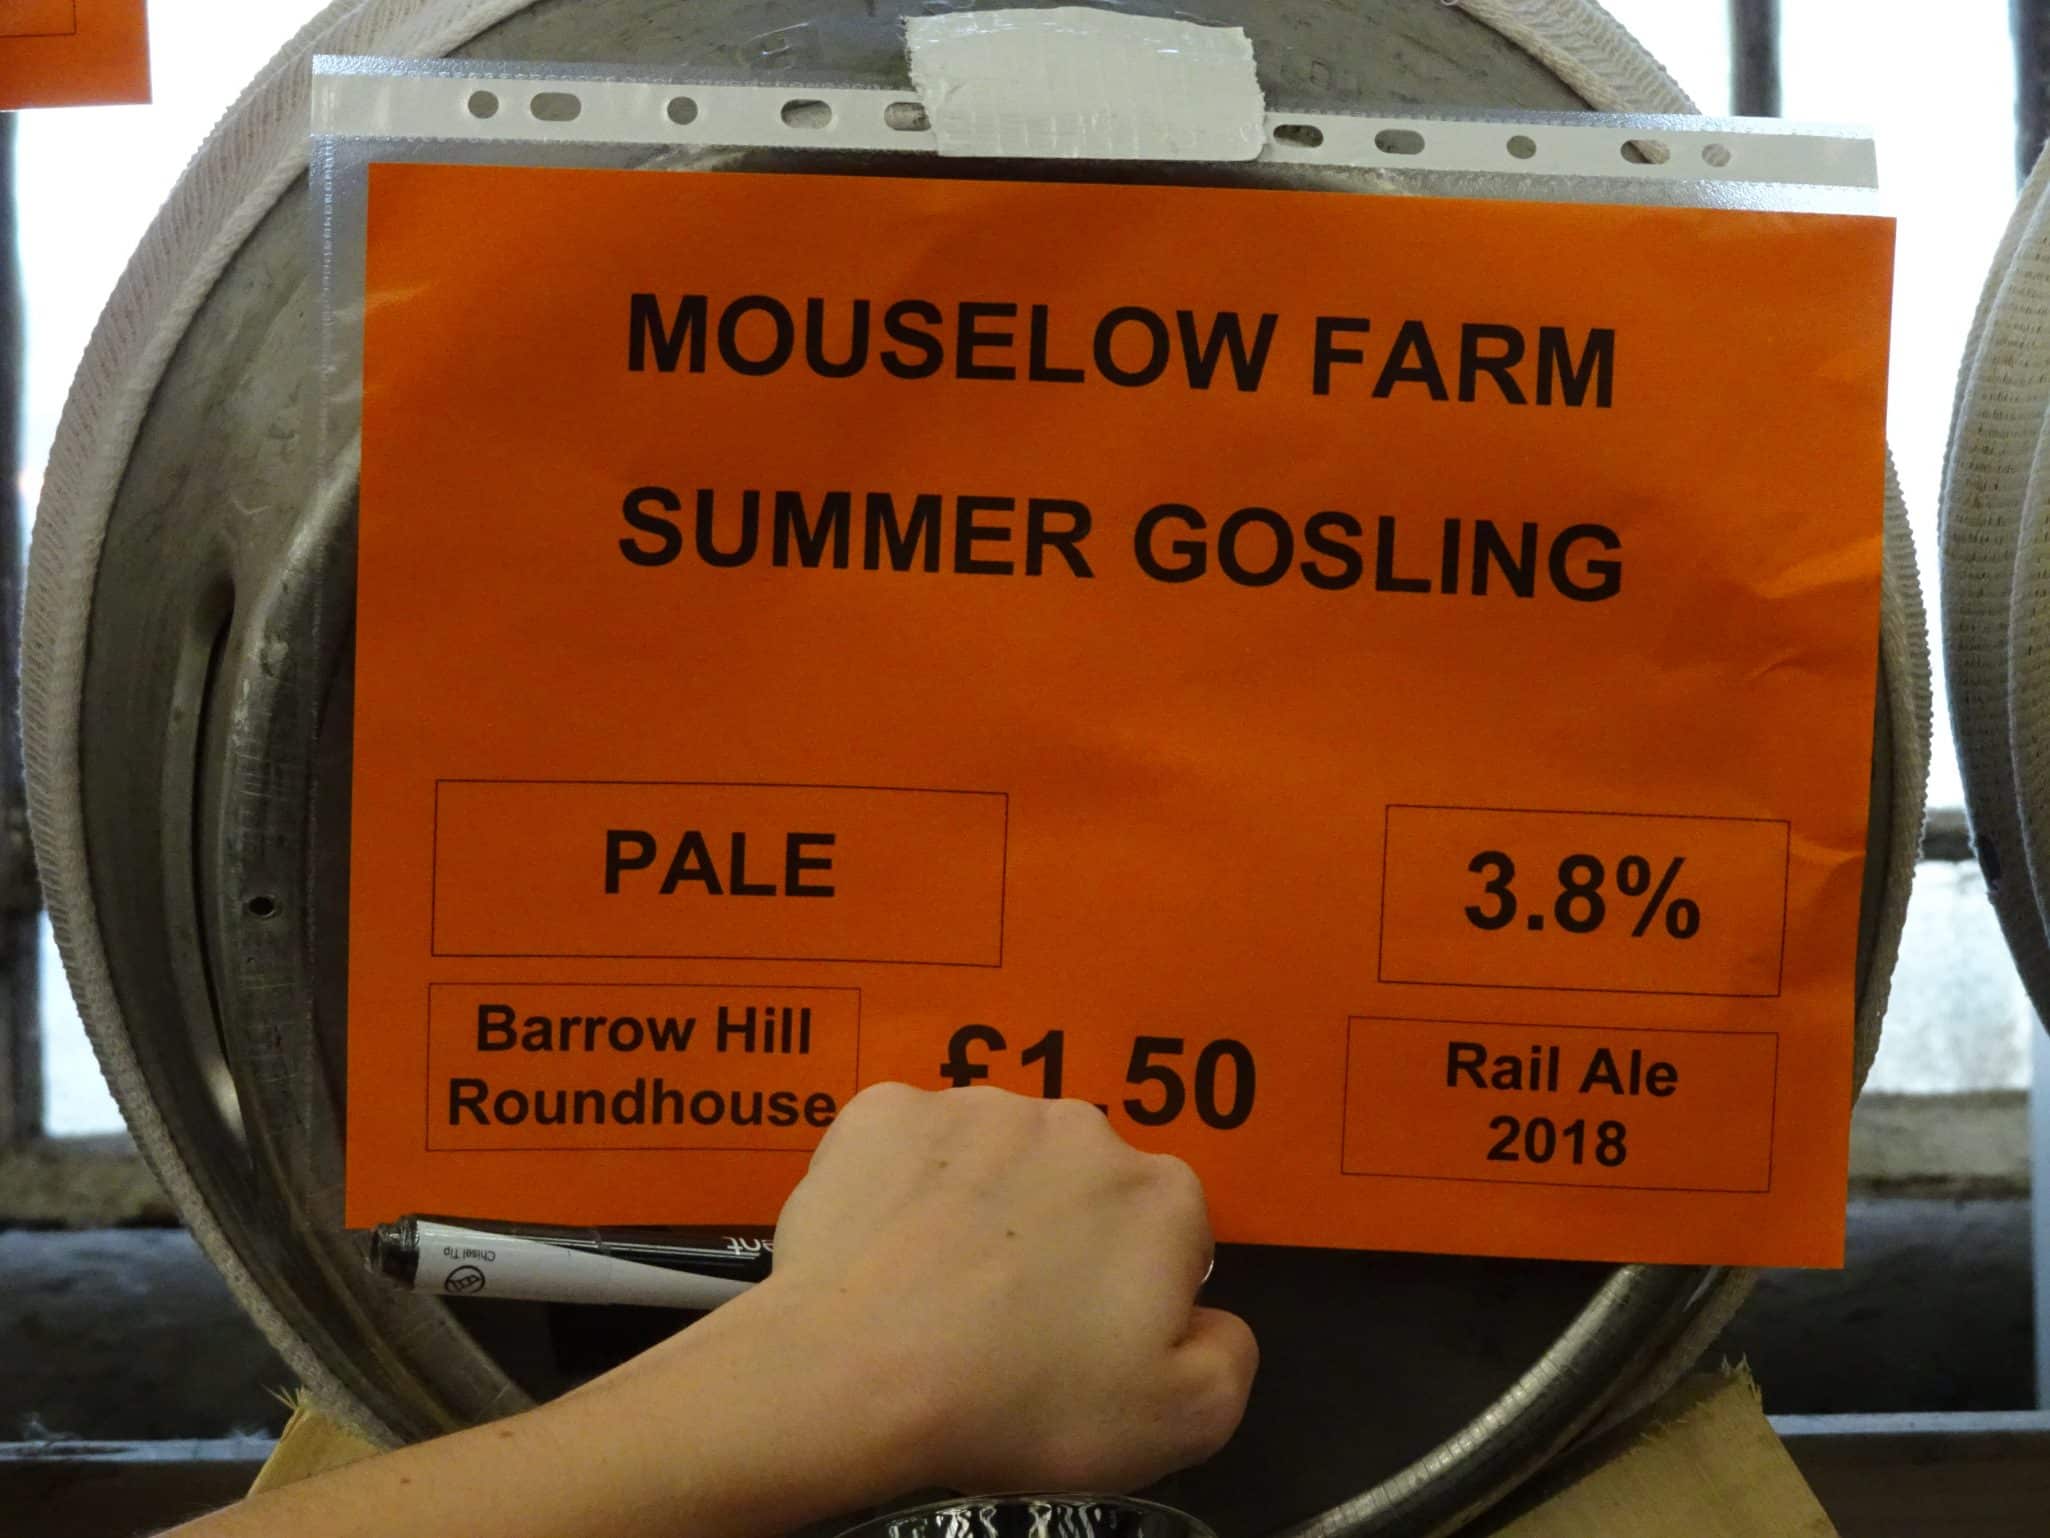 MOUSELOW FARM
SUMMER GOSLING
PALE
3.8%
Barrow Hill
Roundhouse
£1.50
Rail Ale
2018
Chisel Tip